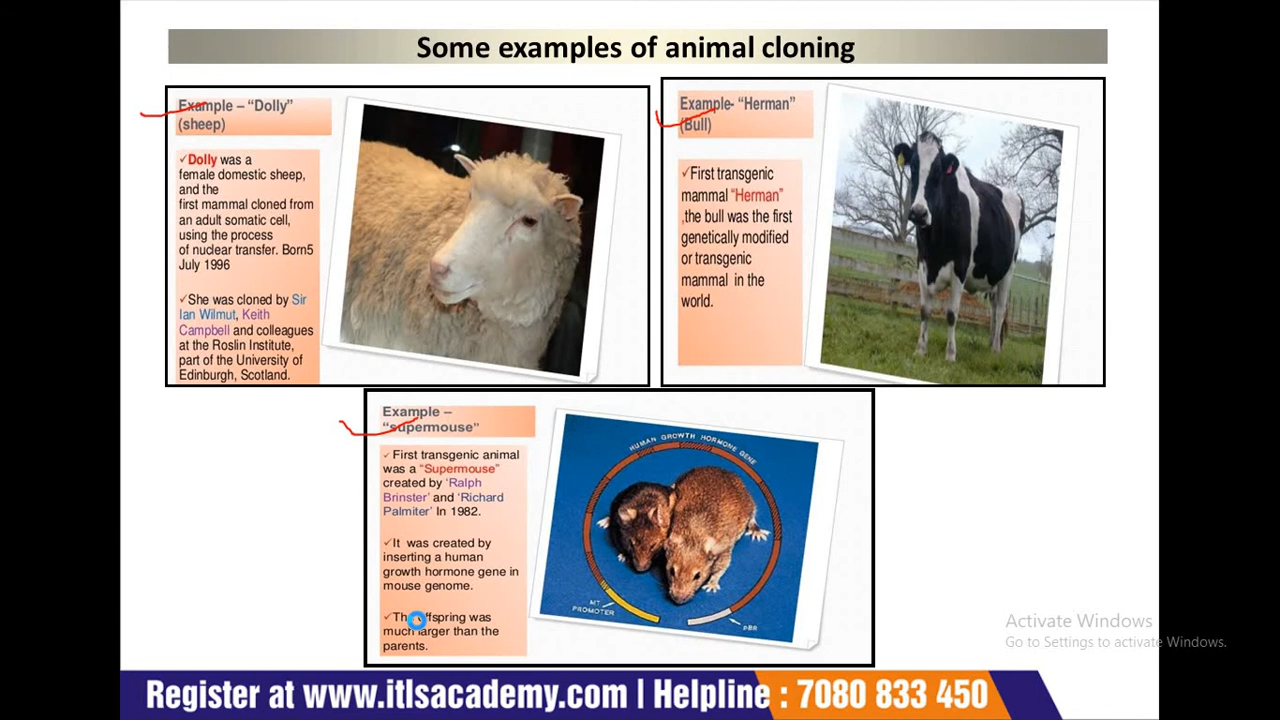 Some examples of animal cloning
Example – “Dolly”
(sheep)
✓Dolly was a
female domestic sheep,
and the
first mammal cloned from
an adult somatic cell,
using the process
of nuclear transfer. Born5
July 1996
✓She was cloned by Sir
Ian Wilmut, Keith
Campbell and colleagues
at the Roslin Institute,
part of the University of
Edinburgh, Scotland.
Example- “Herman”
(Bull)
✓First transgenic
mammal “Herman”
,the bull was the first
genetically modified
or transgenic
mammal in the
world.
Example –
“supermouse”
✓ First transgenic animal
was a “Supermouse”
created by ‘Ralph
Brinster’ and ‘Richard
Palmiter’ In 1982.
✓It was created by
inserting a human
growth hormone gene in
mouse genome.
✓The offspring was
much larger than the
parents.
HUMAN GROWTH HORMONE GENE
MT
PROMOTER
pBR
Activate Windows
Go to Settings to activate Windows.
Register at www.itlsacademy.com | Helpline : 7080 833 450